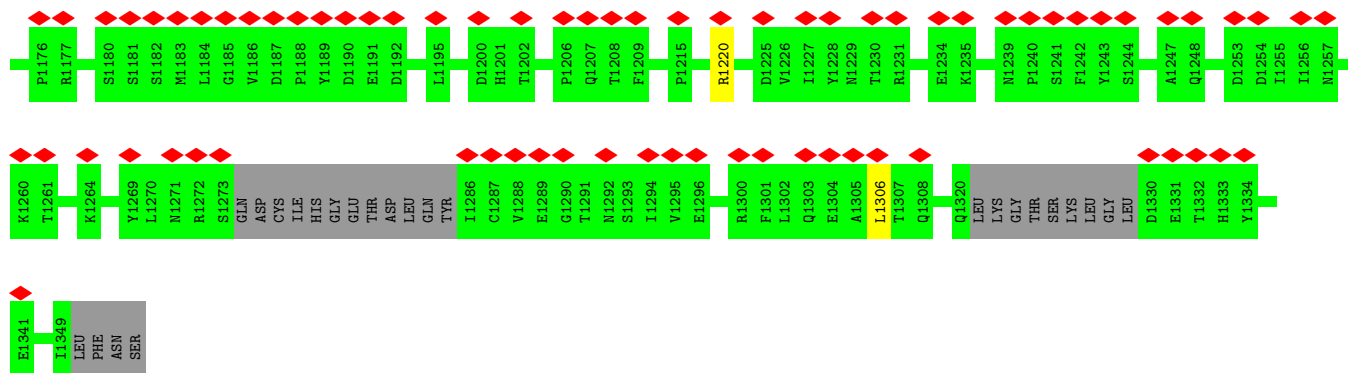 P1176 R1177 S1180 S1181 S1182 M1183 L1184 G1185 V1186 D1187 P1188 Y1189 D1190 E1191 D1192 L1195 D1200 H1201 T1202 P1206 Q1207 T1208 F1209 P1215 R1220 D1225 V1226 I1227 Y1228 N1229 T1230 R1231 E1234 K1235 N1239 P1240 S1241 F1242 Y1243 S1244 A1247 Q1248 D1253 D1254 I1255 I1256 N1257
K1260 T1261 K1264 Y1269 L1270 N1271 R1272 S1273 GLN ASP CYS ILE HIS GLY GLU THR ASP LEU GLN TYR I1286 C1287 V1288 E1289 G1290 T1291 N1292 S1293 I1294 V1295 E1296 R1300 F1301 L1302 Q1303 E1304 A1305 L1306 T1307 Q1308 Q1320 LEU LYS GLY THR SER LYS LEU GLY LEU D1330 E1331 T1332 H1333 Y1334
E1341 I1349 LEU PHE ASN SER